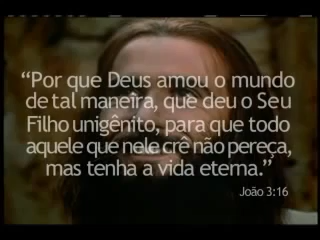 “Por que Deus amou o mundo
de tal maneira, que deu o Seu
Filho unigênito, para que todo
aquele que nele crê não pereça,
mas tenha a vida eterna.”
João 3:16